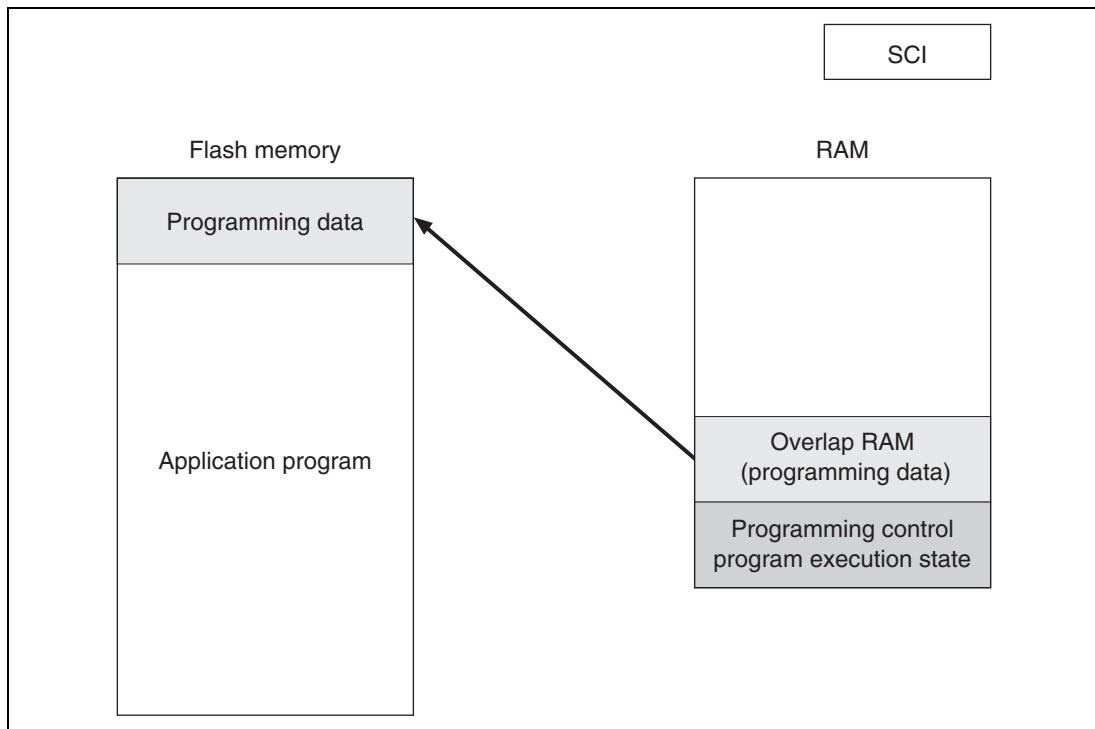 SCI
Flash memory
RAM
Programming data
Application program
Overlap RAM
(programming data)
Programming control
program execution state